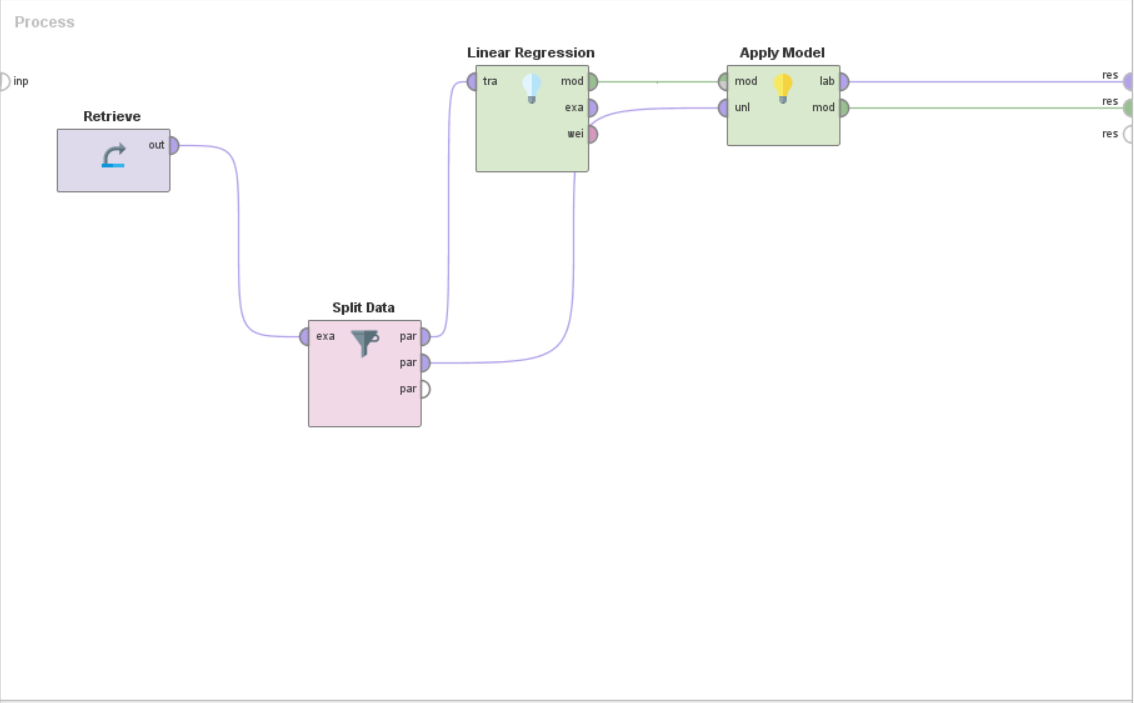 Process
Linear Regression
Apply Model
inp
tra
mod
mod
lab
res
exa
unl
mod
res
wei
res
Retrieve
out
Split Data
exa
par
par
par